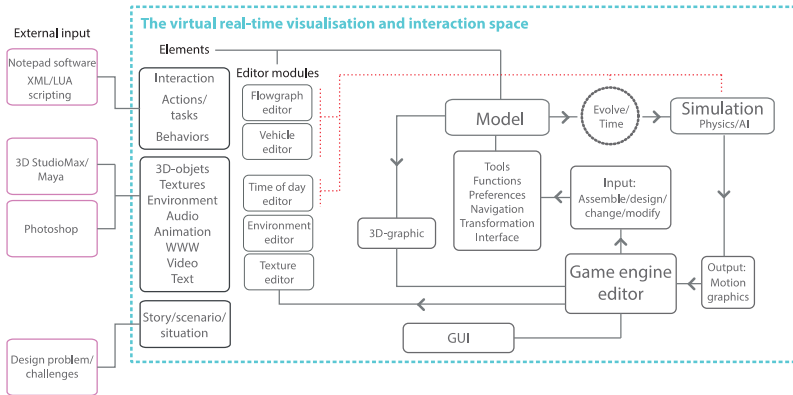 The virtual real-time visualisation and interaction space
External input
Notepad software
XML/LUA
scripting
3D StudioMax/
Maya
Photoshop
Design problem/
challenges
Elements
Interaction
Actions/
tasks
Behaviors
3D-objets
Textures
Environment
Audio
Animation
WWW
Video
Text
Story/scenario/
situation
Editor modules
Flowgraph
editor
Vehicle
editor
Time of day
editor
Environment
editor
Texture
editor
Model
Evolve/
Time
Simulation
Physics/AI
Tools
Functions
Preferences
Navigation
Transformation
Interface
Input:
Assemble/design/
change/modify
3D-graphic
Game engine
editor
Output:
Motion
graphics
GUI